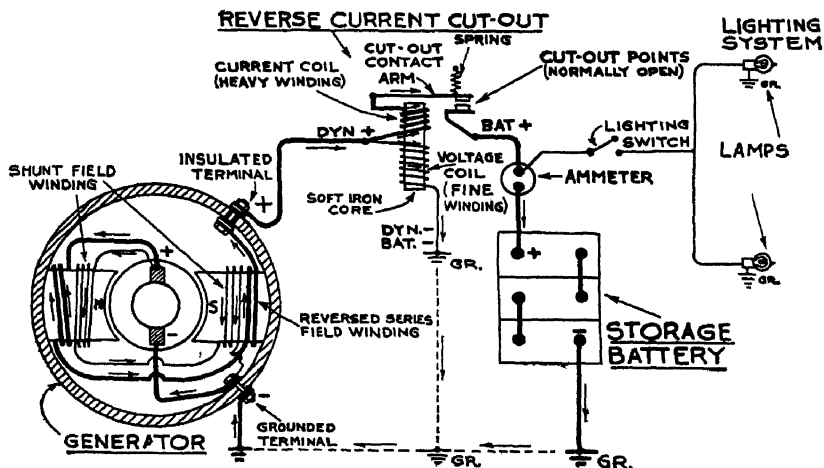 REVERSE CURRENT CUT-OUT
SPRING
CUT-OUT
CONTACT
ARM
CURRENT COIL
(HEAVY WINDING)
CUT-OUT POINTS
(NORMALLY OPEN)
LIGHTING
SYSTEM
GR.
DYN +
BAT +
LIGHTING
SWITCH
LAMPS
INSULATED
TERMINAL
+
SHUNT FIELD
WINDING
VOLTAGE
COIL (FINE
WINDING)
AMMETER
SOFT IRON
CORE
DYN.-
BAT.-
GR.
+
GR.
+
N
S
-
REVERSED SERIES
FIELD WINDING
STORAGE
BATTERY
-
GENERATOR
-
GROUNDED
TERMINAL
GR.
GR.